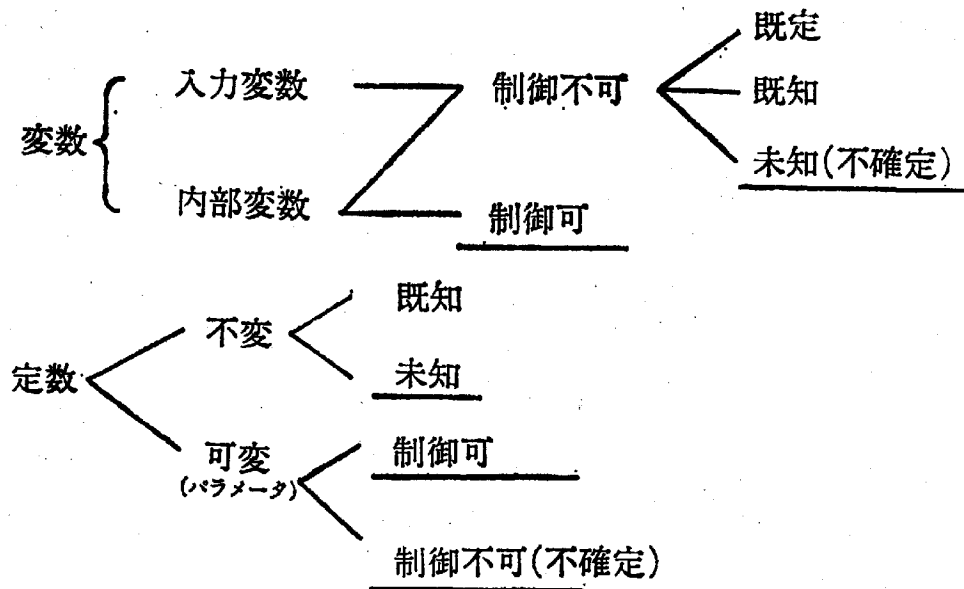 既定
入力変数
制御不可
既知
変数
未知(不確定)
内部変数
制御可
既知
不変
定数
未知
可変
(パラメータ)
制御可
制御不可(不確定)